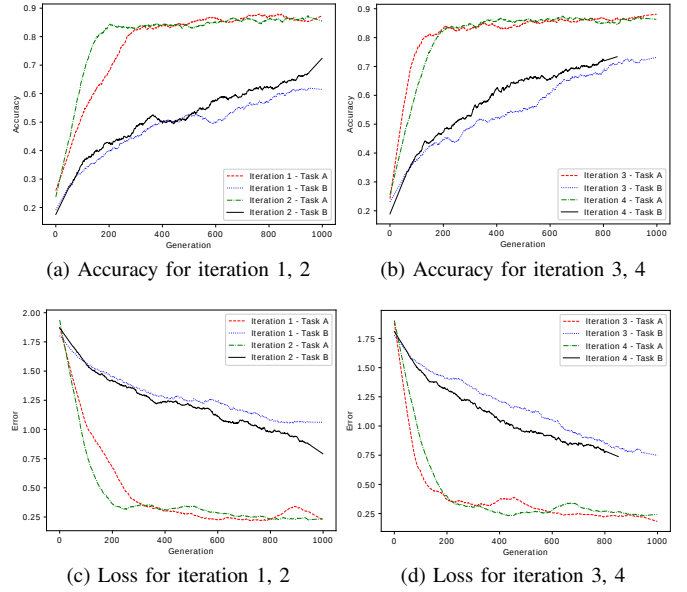 0.9
0.8
0.7
0.6
0.5
0.4
0.3
0.2
Accuracy
0
200
400
600
800
1000
Generation
Iteration 1 - Task A
Iteration 1 - Task B
Iteration 2 - Task A
Iteration 2 - Task B
(a) Accuracy for iteration 1, 2
0.9
0.8
0.7
0.6
0.5
0.4
0.3
0.2
Accuracy
0
200
400
600
800
1000
Generation
Iteration 3 - Task A
Iteration 3 - Task B
Iteration 4 - Task A
Iteration 4 - Task B
(b) Accuracy for iteration 3, 4
2.00
1.75
1.50
1.25
1.00
0.75
0.50
0.25
Error
0
200
400
600
800
1000
Generation
Iteration 1 - Task A
Iteration 1 - Task B
Iteration 2 - Task A
Iteration 2 - Task B
(c) Loss for iteration 1, 2
1.75
1.50
1.25
1.00
0.75
0.50
0.25
Error
0
200
400
600
800
1000
Generation
Iteration 3 - Task A
Iteration 3 - Task B
Iteration 4 - Task A
Iteration 4 - Task B
(d) Loss for iteration 3, 4